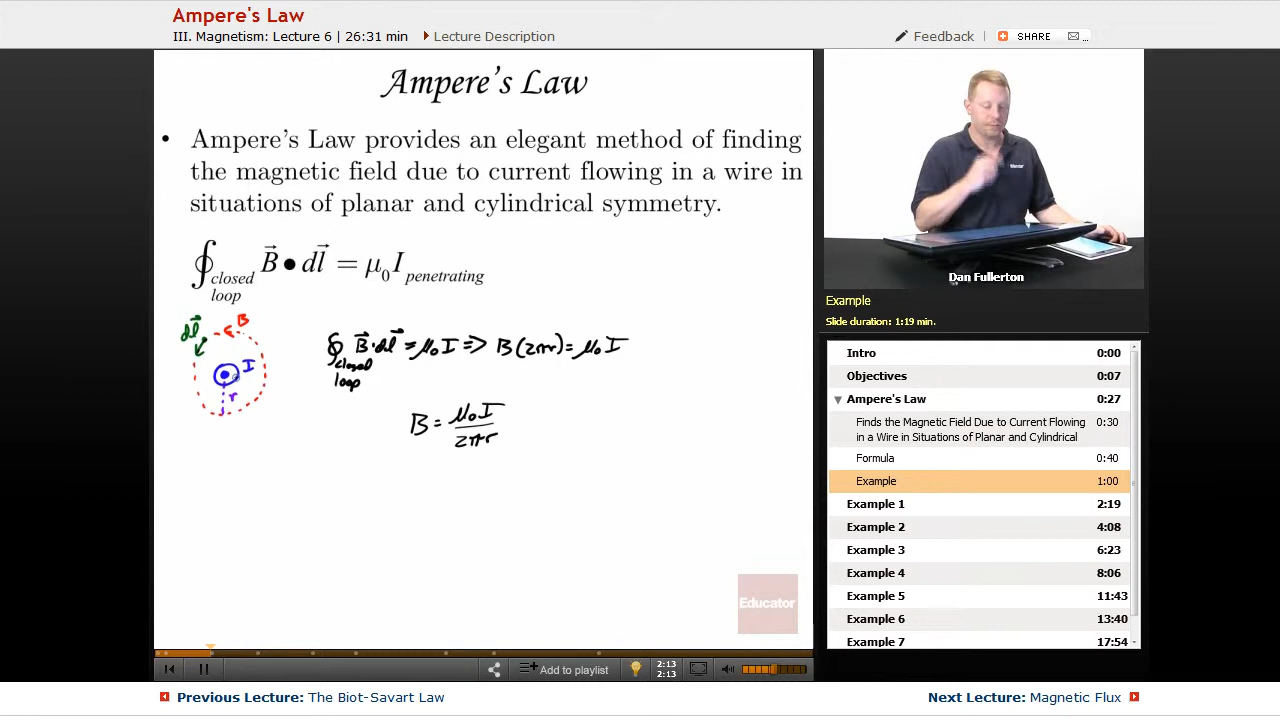 Ampere's Law
III. Magnetism: Lecture 6 | 26:31 min
Lecture Description
Feedback
SHARE
Ampere's Law
• Ampere's Law provides an elegant method of finding
the magnetic field due to current flowing in a wire in
situations of planar and cylindrical symmetry.
∮closed loop B⃗ • dl⃗ = μ₀I penetrating
dl⃗
B
I
r
∮closed loop B⃗·dl⃗ = μ₀I => B(2πr) = μ₀I
B = μ₀I / 2πr
Educator
Dan Fullerton
Example
Slide duration: 1:19 min.
Intro 0:00
Objectives 0:07
Ampere's Law 0:27
Finds the Magnetic Field Due to Current Flowing 0:30
in a Wire in Situations of Planar and Cylindrical
Formula 0:40
Example 1:00
Example 1 2:19
Example 2 4:08
Example 3 6:23
Example 4 8:06
Example 5 11:43
Example 6 13:40
Example 7 17:54
Add to playlist
2:13
2:13
Previous Lecture: The Biot-Savart Law
Next Lecture: Magnetic Flux